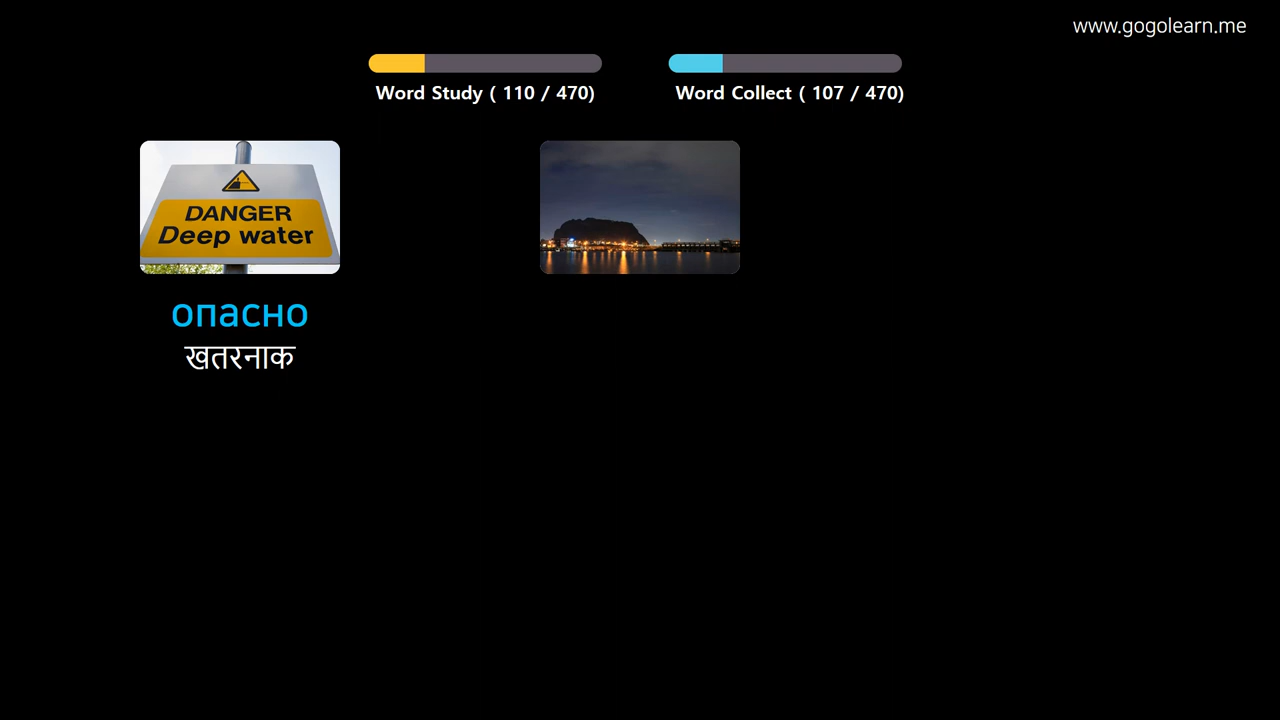 www.gogolearn.me
Word Study ( 110 / 470)
Word Collect ( 107 / 470)
DANGER
Deep water
опасно
खतरनाक